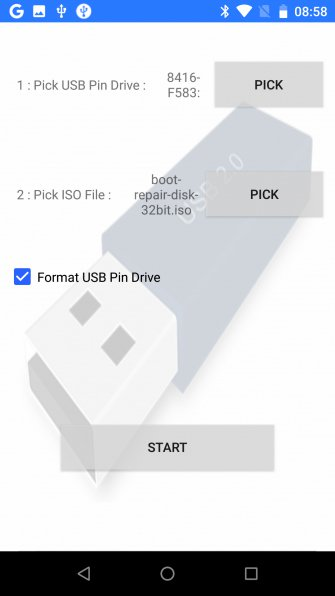 G
08:58
1 : Pick USB Pin Drive :
8416-
F583:
PICK
2 : Pick ISO File :
boot-
repair-disk-
32bit.iso
PICK
USB 2.0
Format USB Pin Drive
START